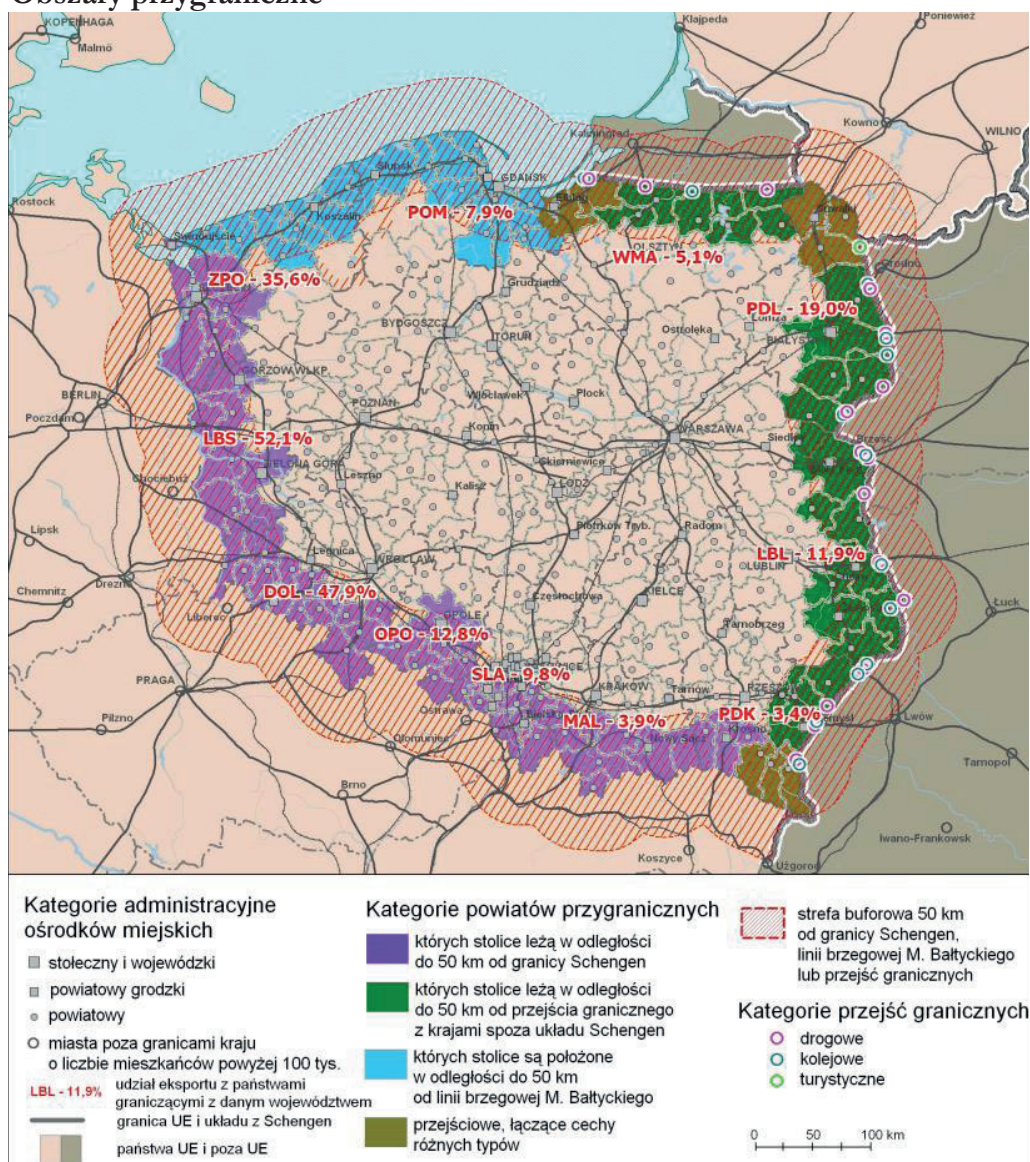 Obszary przygraniczne
KOPENHAGA
Malmö
Kłajpeda
Poniewież
Kowno
WILNO
Kaliningrad
Rostock
Słupsk
GDAŃSK
Koszalin
POM - 7,9%
Elbląg
Suwałki
Świnoujście
OLSZTYN
WMA - 5,1%
Grodno
ZPO - 35,6%
Grudziądz
PDL - 19,0%
Łomża
BYDGOSZCZ
Ostrołęka
BIAŁYSTOK
TORUŃ
GORZÓW WLKP.
BERLIN
Włocławek
Płock
Poczdam
POZNAŃ
LBS - 52,1%
Konin
WARSZAWA
Siedlce
Brześć
ZIELONA GÓRA
Skierniewice
Chociebuż
Leszno
Kalisz
ŁÓDŹ
Lipsk
Piotrków Tryb.
Radom
Legnica
WROCŁAW
LBL - 11,9%
LUBLIN
Drezno
Chemnitz
DOL - 47,9%
Częstochowa
KIELCE
Liberec
Łuck
OPOLE
OPO - 12,8%
Tarnobrzeg
SLA - 9,8%
PRAGA
KRAKÓW
Tarnów
RZESZÓW
Ostrawa
Bielsko
MAL - 3,9%
PDK - 3,4%
Pilzno
Krosno
Lwów
Ołomuniec
Nowy Sącz
Tarnopol
Brno
Iwano-Frankowsk
Koszyce
Użgorod
Kategorie administracyjne
ośrodków miejskich
stołeczny i wojewódzki
powiatowy grodzki
powiatowy
miasta poza granicami kraju
o liczbie mieszkańców powyżej 100 tys.
LBL - 11,9% udział eksportu z państwami
graniczącymi z danym województwem
granica UE i układu z Schengen
państwa UE i poza UE
Kategorie powiatów przygranicznych
których stolice leżą w odległości
do 50 km od granicy Schengen
których stolice leżą w odległości
do 50 km od przejścia granicznego
z krajami spoza układu Schengen
których stolice są położone
w odległości do 50 km
od linii brzegowej M. Bałtyckiego
przejściowe, łączące cechy
różnych typów
strefa buforowa 50 km
od granicy Schengen,
linii brzegowej M. Bałtyckiego
lub przejść granicznych
Kategorie przejść granicznych
drogowe
kolejowe
turystyczne
0 50 100 km